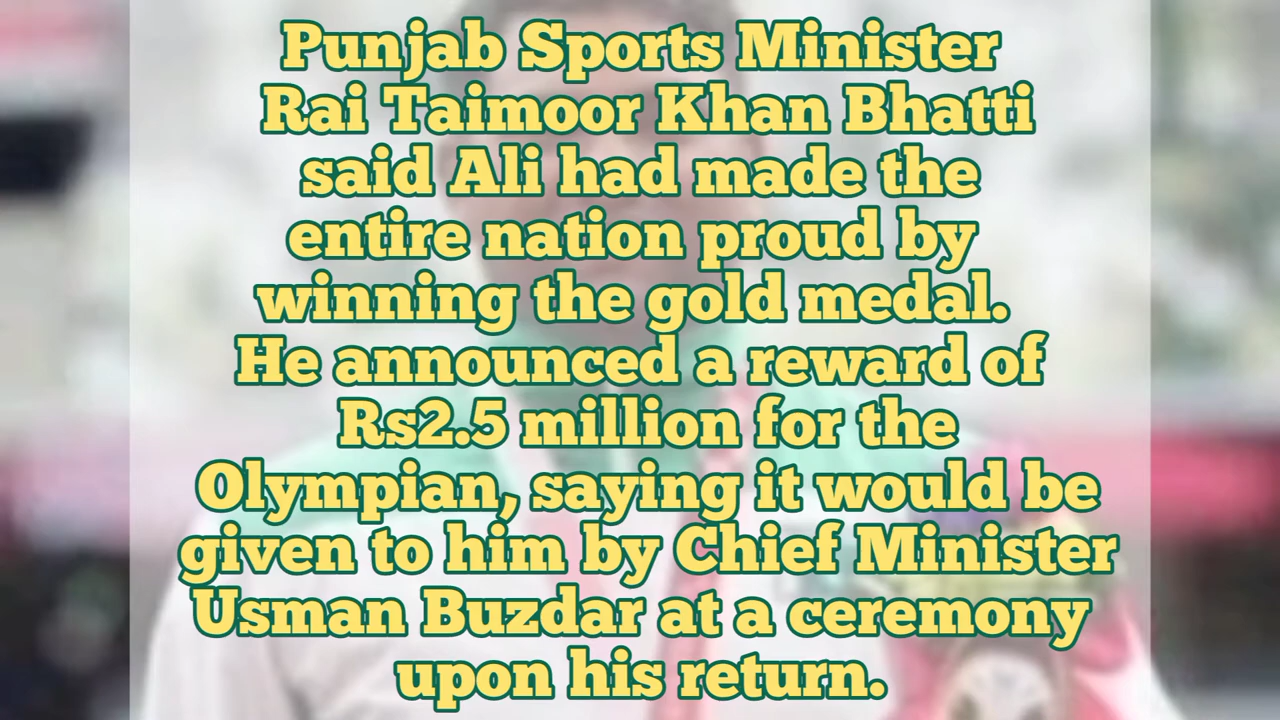 Punjab Sports Minister
Rai Taimoor Khan Bhatti
said Ali had made the
entire nation proud by
winning the gold medal.
He announced a reward of
Rs2.5 million for the
Olympian, saying it would be
given to him by Chief Minister
Usman Buzdar at a ceremony
upon his return.